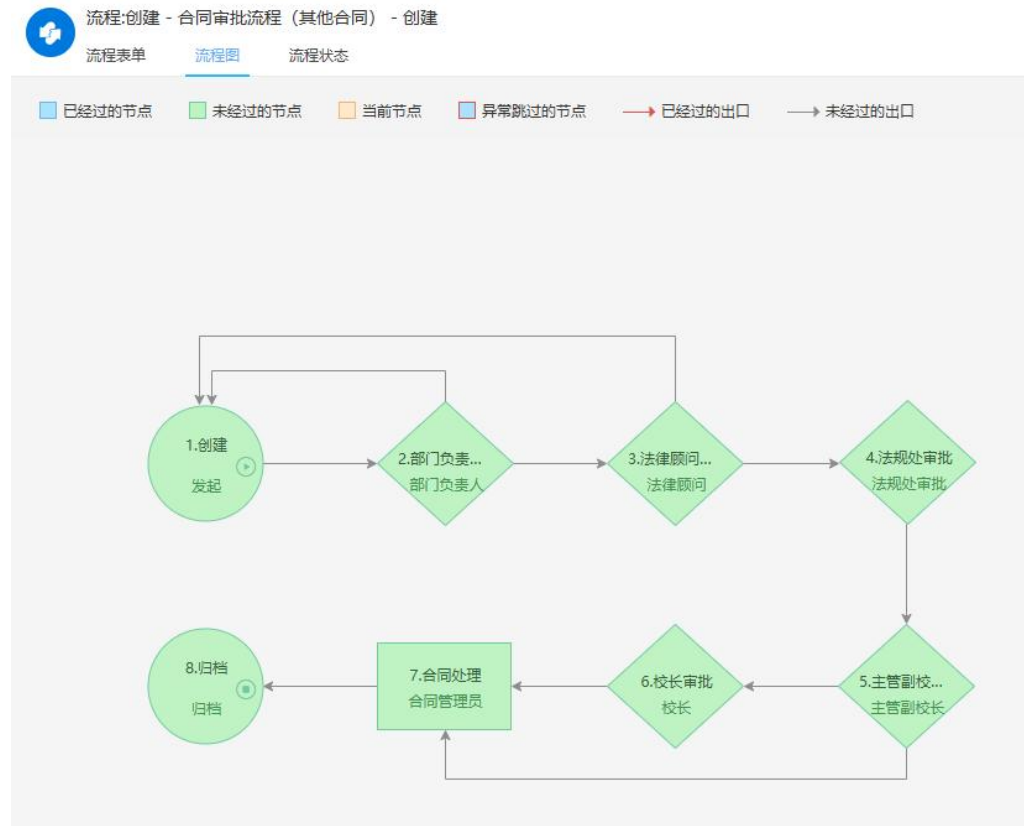 流程:创建 - 合同审批流程（其他合同） - 创建
流程表单 流程图 流程状态
已经过的节点 未经过的节点 当前节点 异常跳过的节点 已经过的出口 未经过的出口
1.创建
发起
2.部门负责...
部门负责人
3.法律顾问...
法律顾问
4.法规处审批
法规处审批
5.主管副校...
主管副校长
6.校长审批
校长
7.合同处理
合同管理员
8.归档
归档